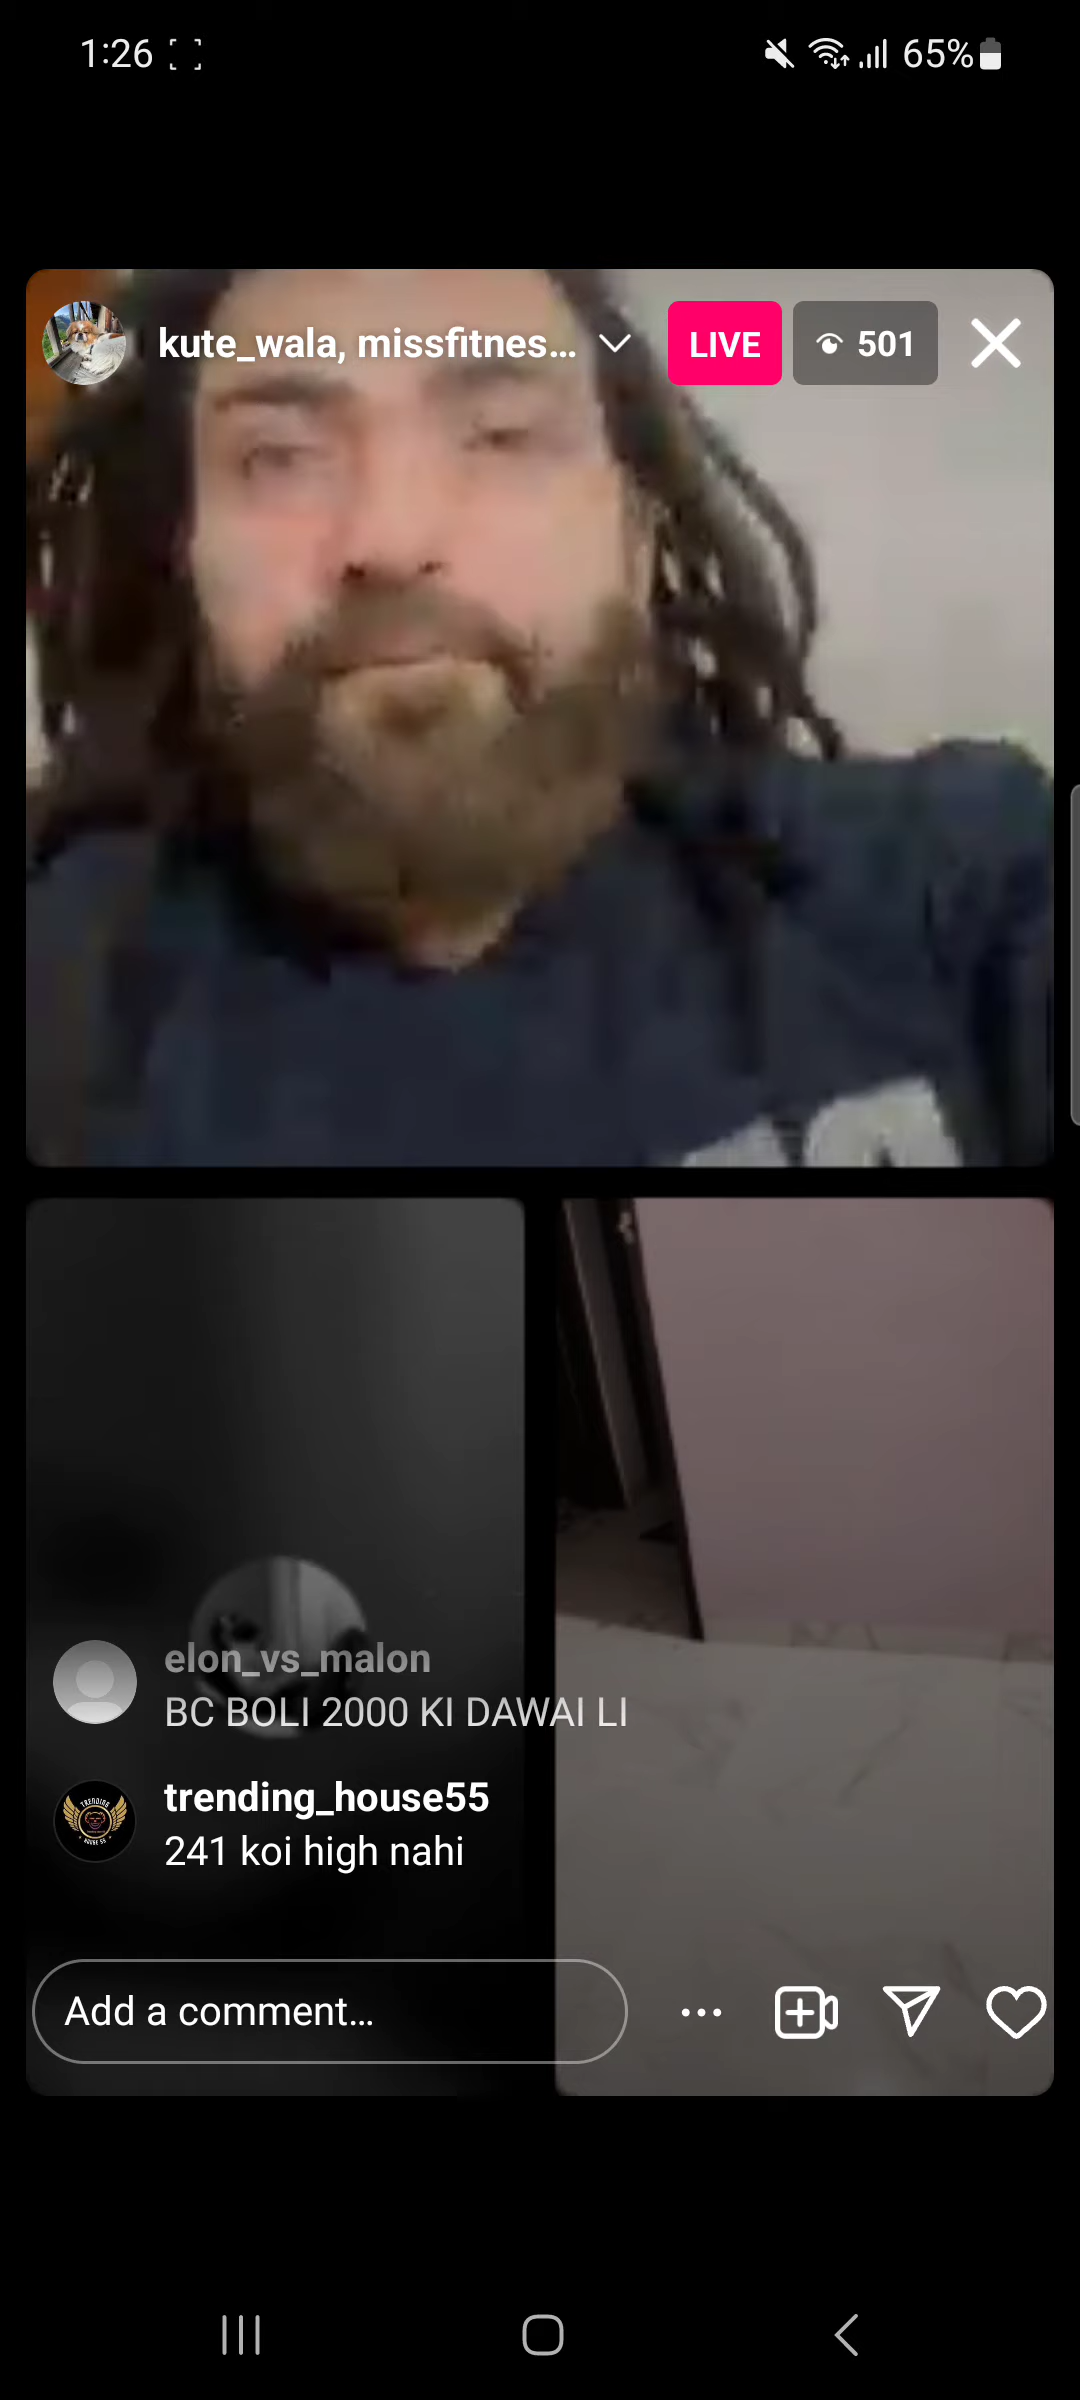 1:26
65%
kute_wala, missfitnes...
LIVE
501
elon_vs_malon
BC BOLI 2000 KI DAWAI LI
trending_house55
241 koi high nahi
Add a comment...